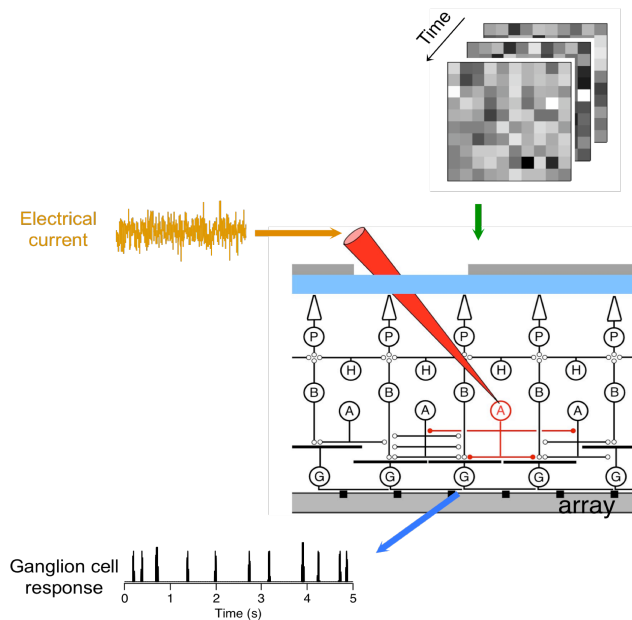 Time
Electrical
current
P P P P P
H H H H
B B B B B
A A A A
G G G G G
array
Ganglion cell
response
0 1 2 3 4 5
Time (s)